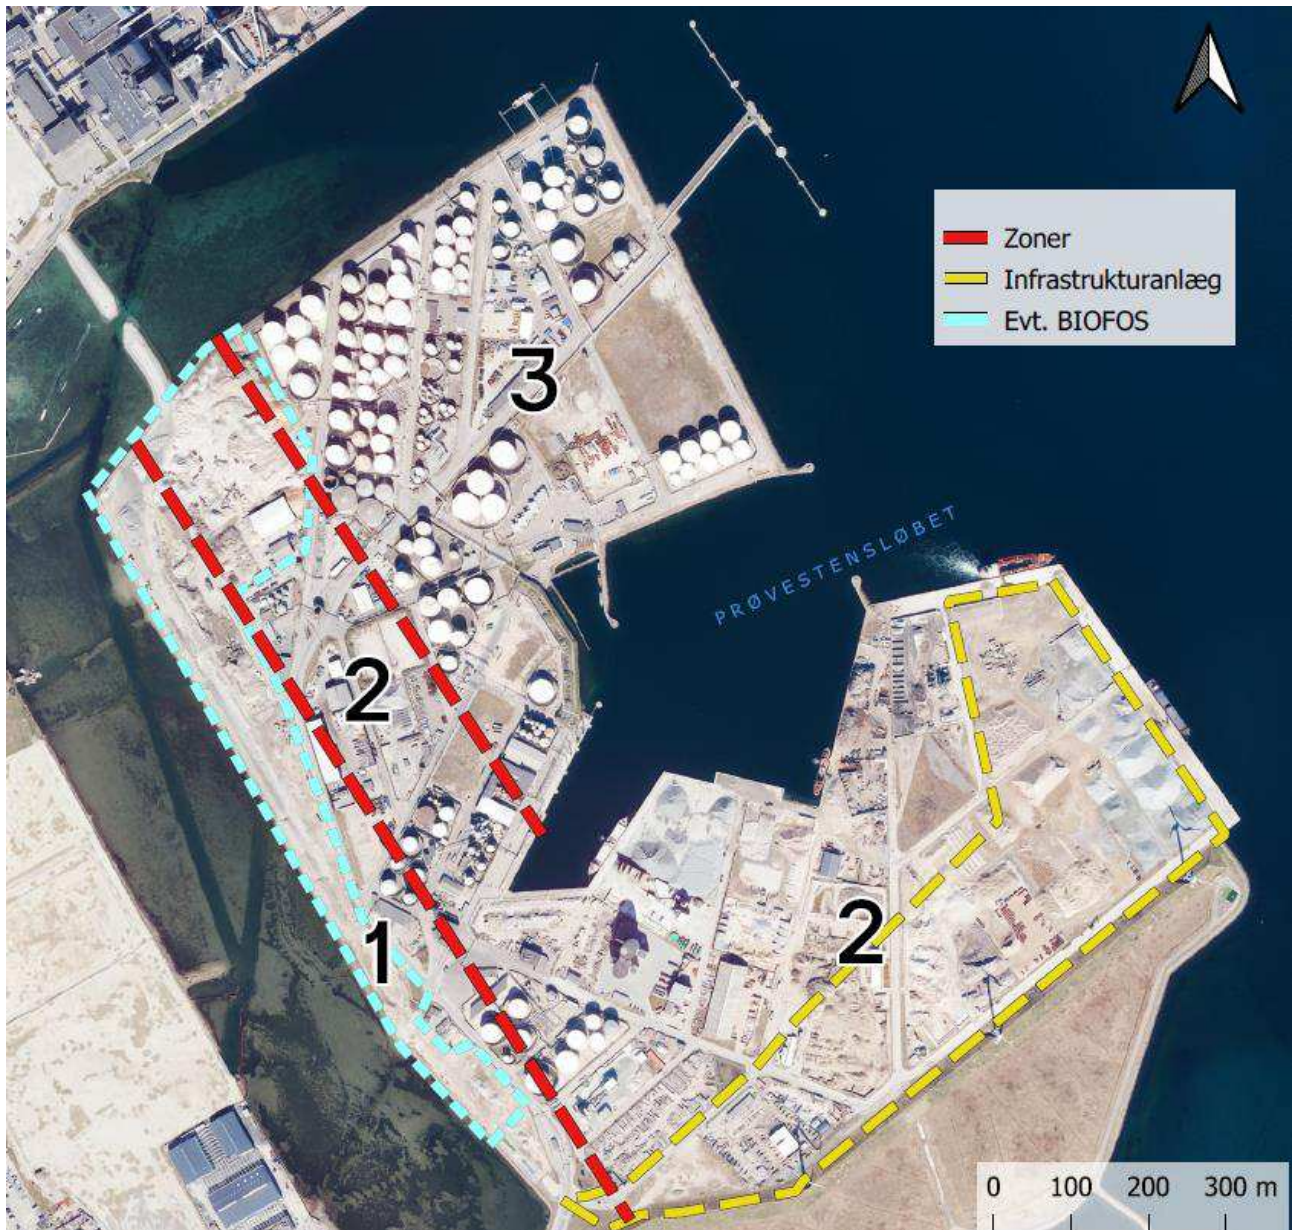 Zoner
Infrastrukturanlæg
Evt. BIOFOS
3
PRØVESTENSLØBET
2
2
1
0 100 200 300 m